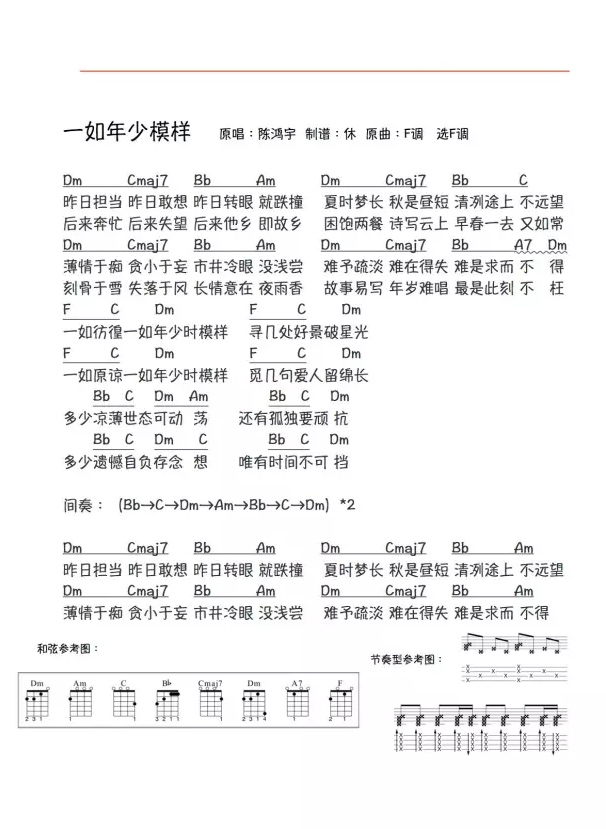 一如年少模样 原唱：陈鸿宇 制谱：休 原曲：F调 选F调
Dm Cmaj7 Bb Am Dm Cmaj7 Bb C
昨日担当 昨日敢想 昨日转眼 就跌撞 夏时梦长 秋是昼短 清冽途上 不远望
后来奔忙 后来失望 后来他乡 即故乡 困饱两餐 诗写云上 早春一去 又如常
Dm Cmaj7 Bb Am Dm Cmaj7 Bb A7 Dm
薄情于痴 贪小于妄 市井冷眼 没浅尝 难予疏淡 难在得失 难是求而 不 得
刻骨于雪 失落于风 长情意在 夜雨香 故事易写 年岁难唱 最是此刻 不 枉
F C Dm F C Dm
一如彷徨一如年少时模样 寻几处好景破星光
F C Dm F C Dm
一如原谅一如年少时模样 觅几句爱人留绵长
Bb C Dm Am Bb C Dm
多少凉薄世态可动 荡 还有孤独要顽 抗
Bb C Dm C Bb C Dm
多少遗憾自负存念 想 唯有时间不可 挡
间奏： (Bb→C→Dm→Am→Bb→C→Dm) *2
Dm Cmaj7 Bb Am Dm Cmaj7 Bb Am
昨日担当 昨日敢想 昨日转眼 就跌撞 夏时梦长 秋是昼短 清冽途上 不远望
Dm Cmaj7 Bb Am Dm Cmaj7 Bb Am
薄情于痴 贪小于妄 市井冷眼 没浅尝 难予疏淡 难在得失 难是求而 不得
和弦参考图：
节奏型参考图：
Dm Am C B♭ Cmaj7 Dm A7 F
2 3 1 1 1 3 2 1 1 1 2 3 1 4 1 2 1